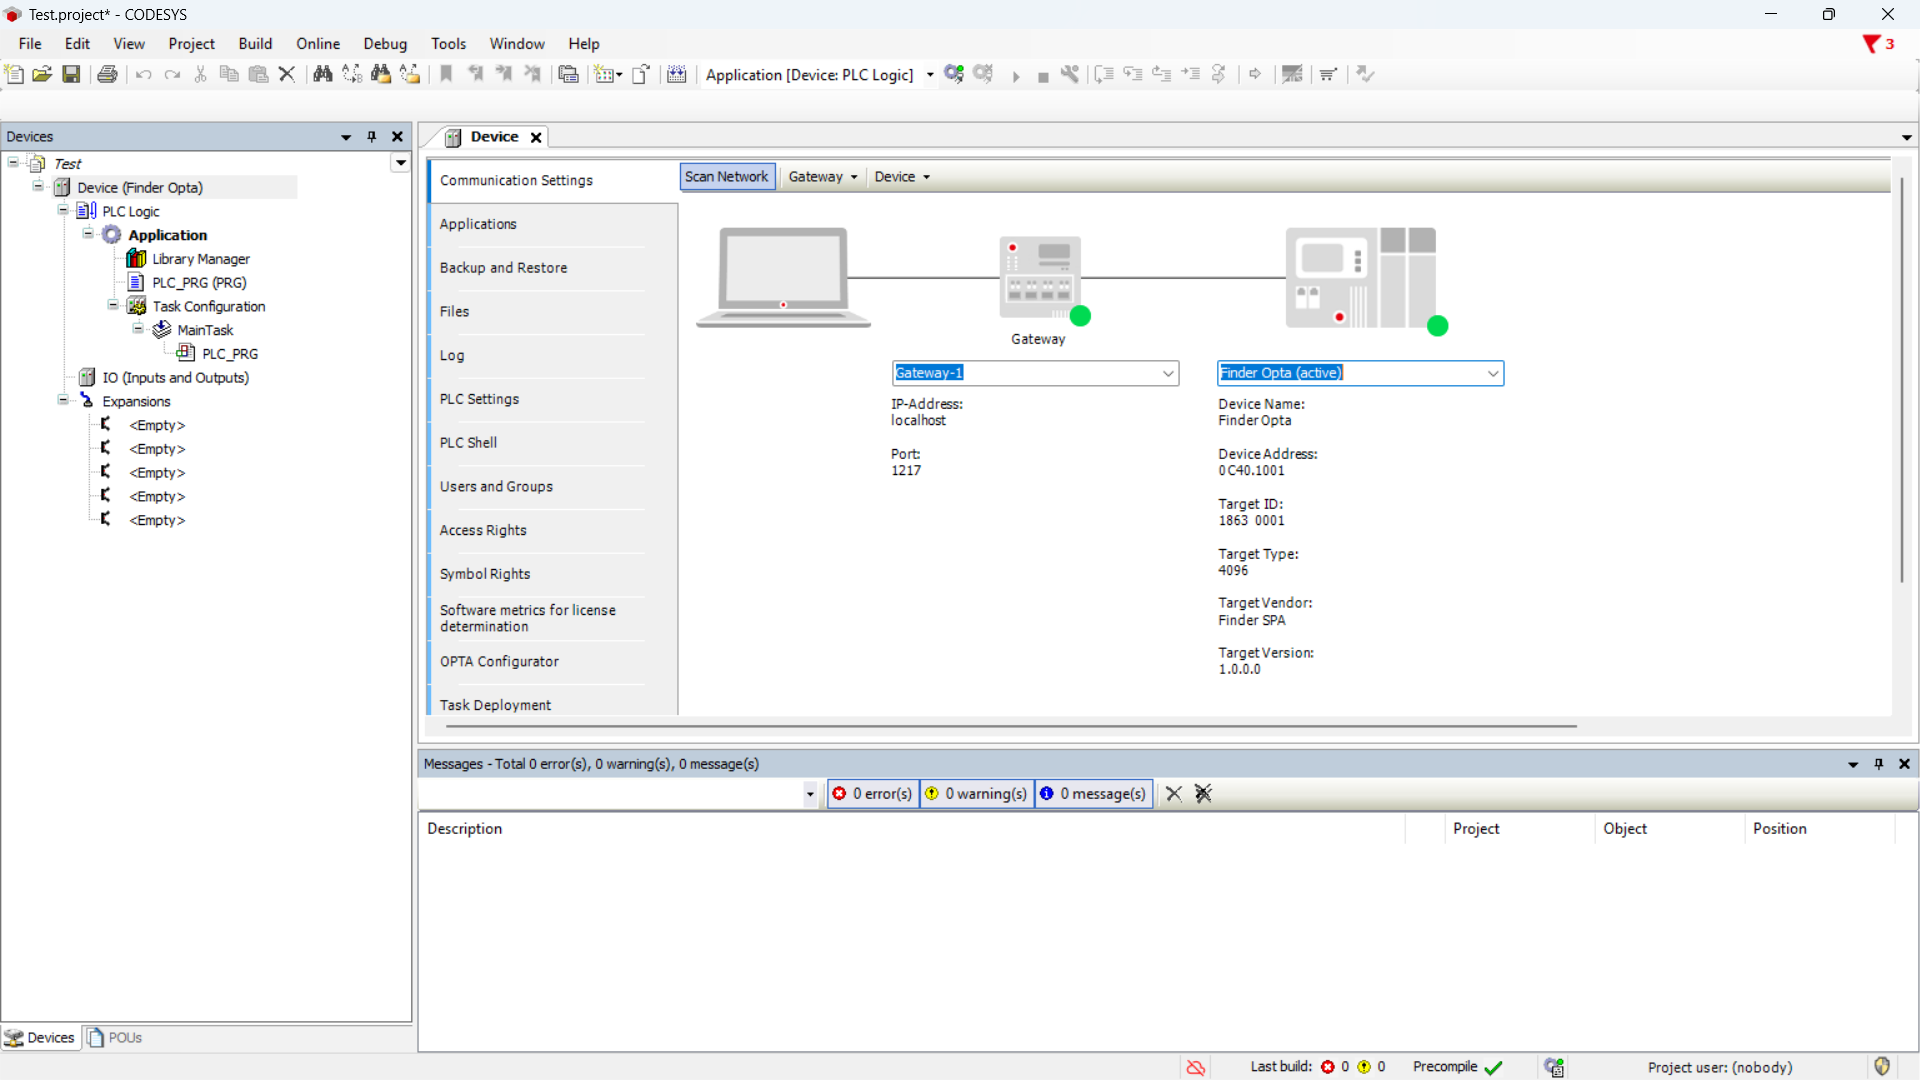 Test.project* - CODESYS
File Edit View Project Build Online Debug Tools Window Help
3
Application [Device: PLC Logic]
Devices
Test
Device (Finder Opta)
PLC Logic
Application
Library Manager
PLC_PRG (PRG)
Task Configuration
MainTask
PLC_PRG
IO (Inputs and Outputs)
Expansions
<Empty>
<Empty>
<Empty>
<Empty>
<Empty>
Devices POUs
Device
Communication Settings
Applications
Backup and Restore
Files
Log
PLC Settings
PLC Shell
Users and Groups
Access Rights
Symbol Rights
Software metrics for license
determination
OPTA Configurator
Task Deployment
Scan Network Gateway Device
Gateway
Gateway-1
IP-Address:
localhost
Port:
1217
Finder Opta (active)
Device Name:
Finder Opta
Device Address:
0C40.1001
Target ID:
1863 0001
Target Type:
4096
Target Vendor:
Finder SPA
Target Version:
1.0.0.0
Messages - Total 0 error(s), 0 warning(s), 0 message(s)
0 error(s) 0 warning(s) 0 message(s)
Description Project Object Position
Last build: 0 0 Precompile Project user: (nobody)